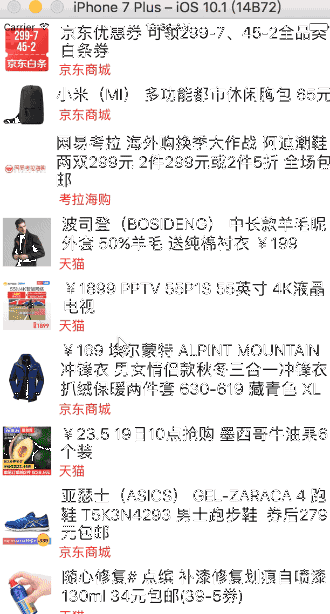 iPhone 7 Plus – iOS 10.1 (14B72)
Carrier
299-7
45-2
京东白条
京东优惠券 可领299-7、45-2全品类
白条券
京东商城
小米（MI） 多功能都市休闲胸包 65元
京东商城
网易考拉 海外购换季大作战 阿迪潮鞋
两双299元 2件299元或2件5折 全场包
邮
考拉海购
波司登（BOSIDENG） 中长款羊毛呢
外套 50%羊毛 送纯棉衬衣 ￥199
天猫
￥1899 PPTV 55P1S 55英寸 4K液晶
电视
天猫
￥169 埃尔蒙特 ALPINT MOUNTAIN
冲锋衣 男女情侣款秋冬三合一冲锋衣
抓绒保暖两件套 630-619 藏青色 XL
京东商城
￥23.5 19日10点抢购 墨西哥牛油果6
个装
天猫
亚瑟士（ASICS） GEL-ZARACA 4 跑
鞋 T5K3N4293 男士跑步鞋 券后279
元包邮
京东商城
随心修复# 点缤 补漆修复划痕自喷漆
130ml 34元包邮(39-5券)
天猫